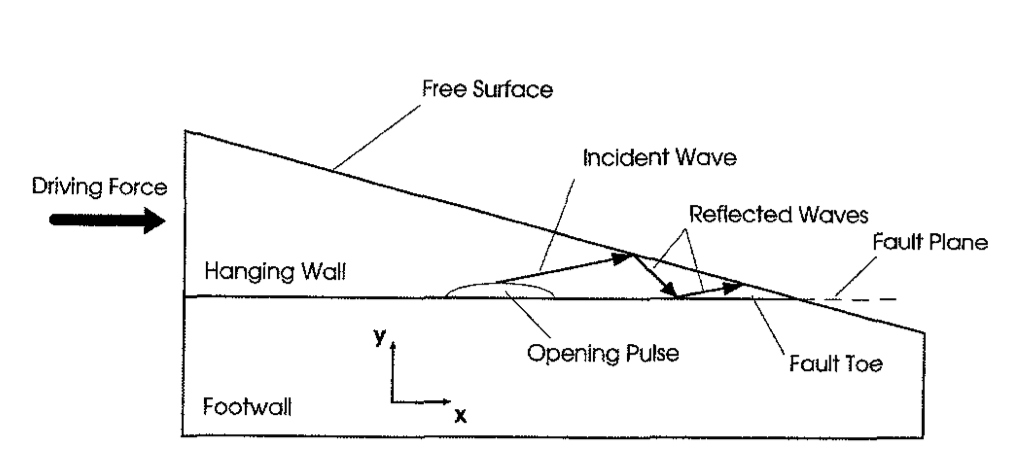 Free Surface
Incident Wave
Driving Force
Reflected Waves
Fault Plane
Hanging Wall
y
Opening Pulse
Fault Toe
Footwall
x